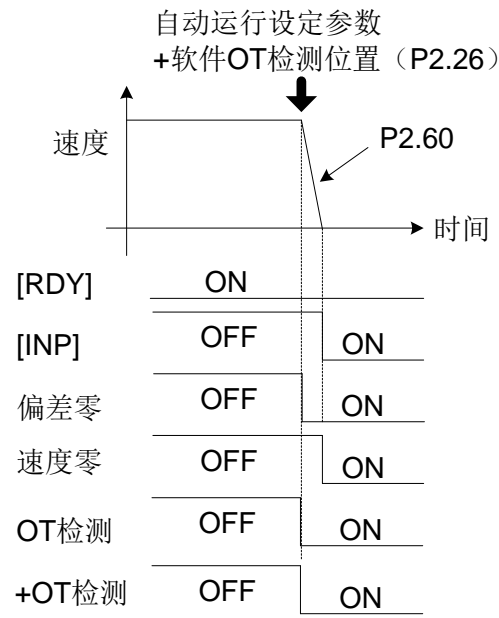 自动运行设定参数
+软件OT检测位置（P2.26）
速度
P2.60
时间
[RDY] ON
[INP] OFF ON
偏差零 OFF ON
速度零 OFF ON
OT检测 OFF ON
+OT检测 OFF ON